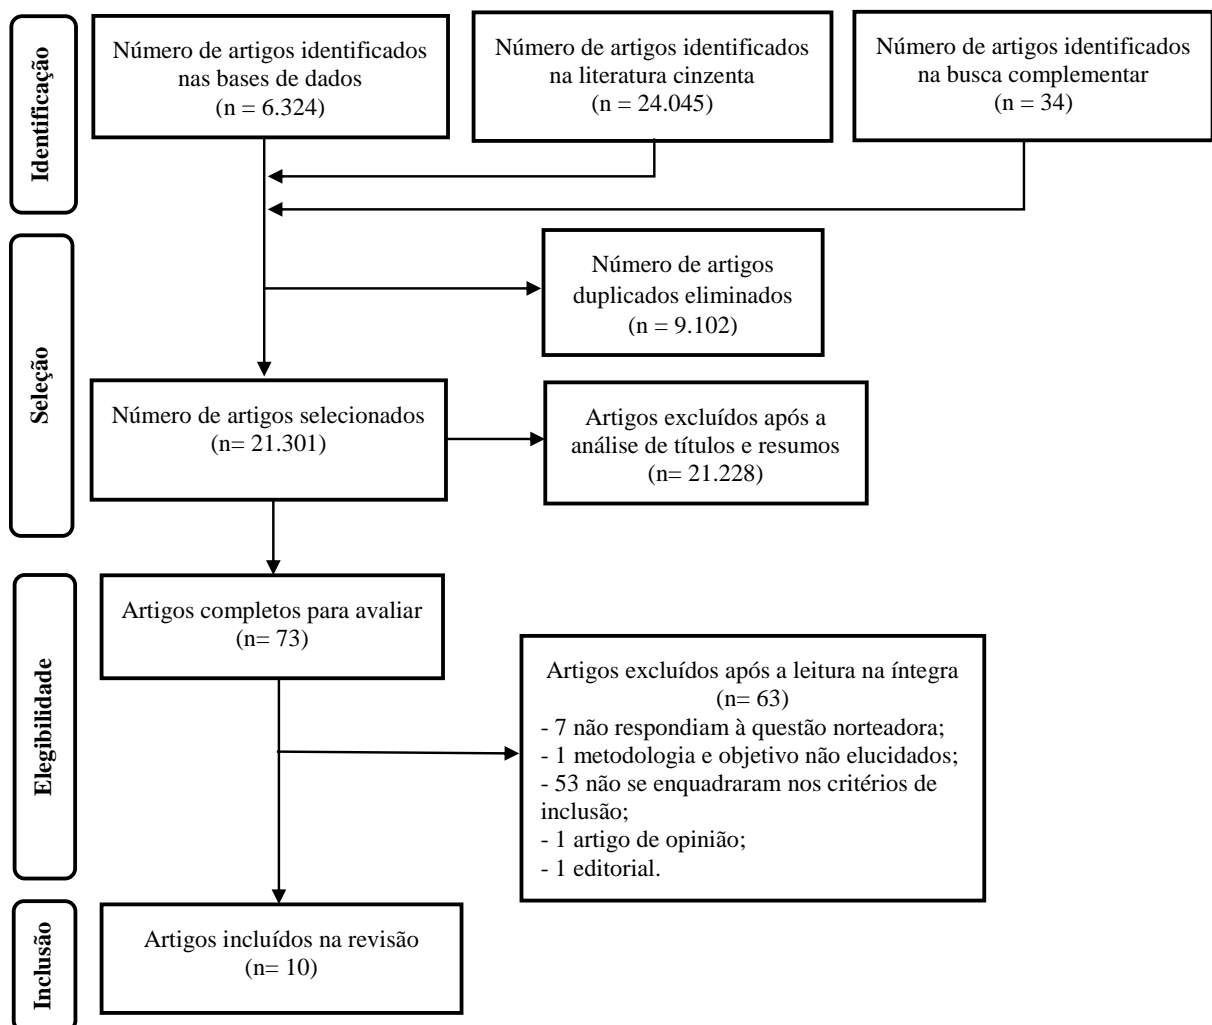 Identificação
Número de artigos identificados
nas bases de dados
(n = 6.324)
Número de artigos identificados
na literatura cinzenta
(n = 24.045)
Número de artigos identificados
na busca complementar
(n = 34)
Seleção
Número de artigos
duplicados eliminados
(n = 9.102)
Número de artigos selecionados
(n= 21.301)
Artigos excluídos após a
análise de títulos e resumos
(n= 21.228)
Elegibilidade
Artigos completos para avaliar
(n= 73)
Artigos excluídos após a leitura na íntegra
(n= 63)
- 7 não respondiam à questão norteadora;
- 1 metodologia e objetivo não elucidados;
- 53 não se enquadraram nos critérios de
inclusão;
- 1 artigo de opinião;
- 1 editorial.
Inclusão
Artigos incluídos na revisão
(n= 10)